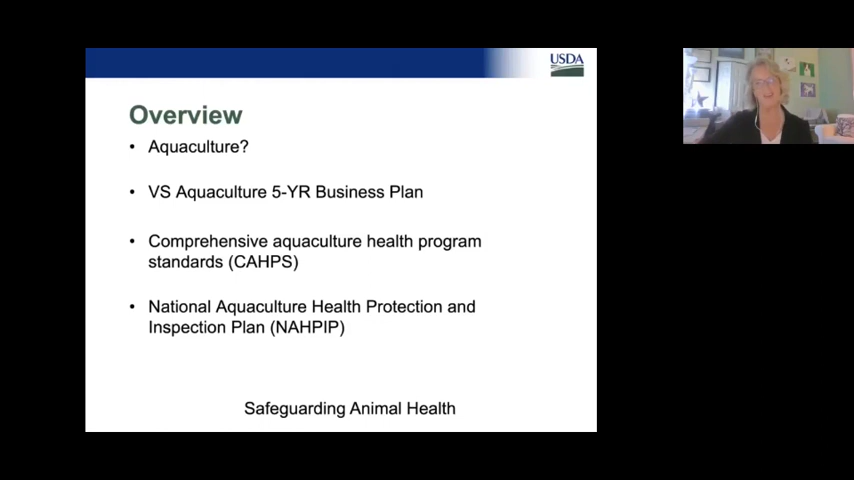 USDA
Overview
• Aquaculture?
• VS Aquaculture 5-YR Business Plan
• Comprehensive aquaculture health program
standards (CAHPS)
• National Aquaculture Health Protection and
Inspection Plan (NAHPIP)
Safeguarding Animal Health